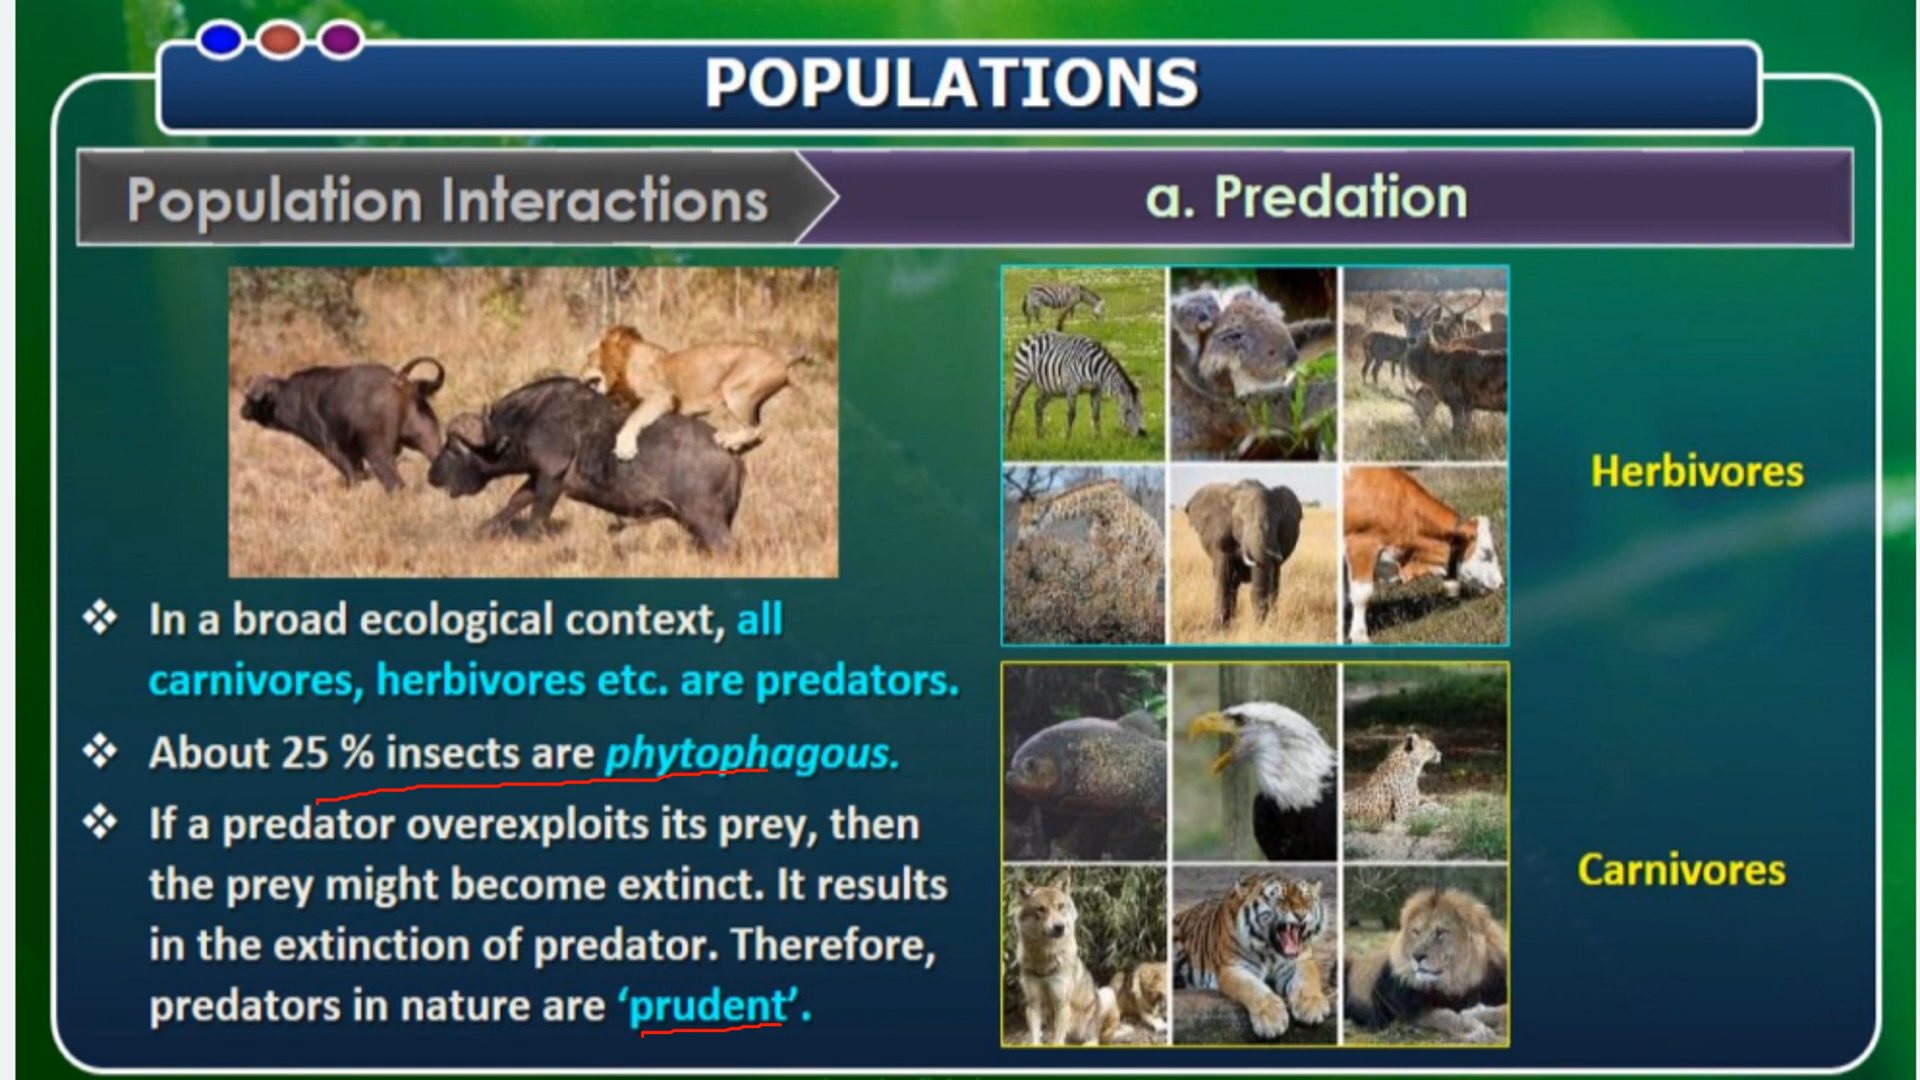 POPULATIONS
Population Interactions
a. Predation
Herbivores
❖ In a broad ecological context, all
carnivores, herbivores etc. are predators.
❖ About 25 % insects are phytophagous.
❖ If a predator overexploits its prey, then
the prey might become extinct. It results
in the extinction of predator. Therefore,
predators in nature are ‘prudent’.
Carnivores